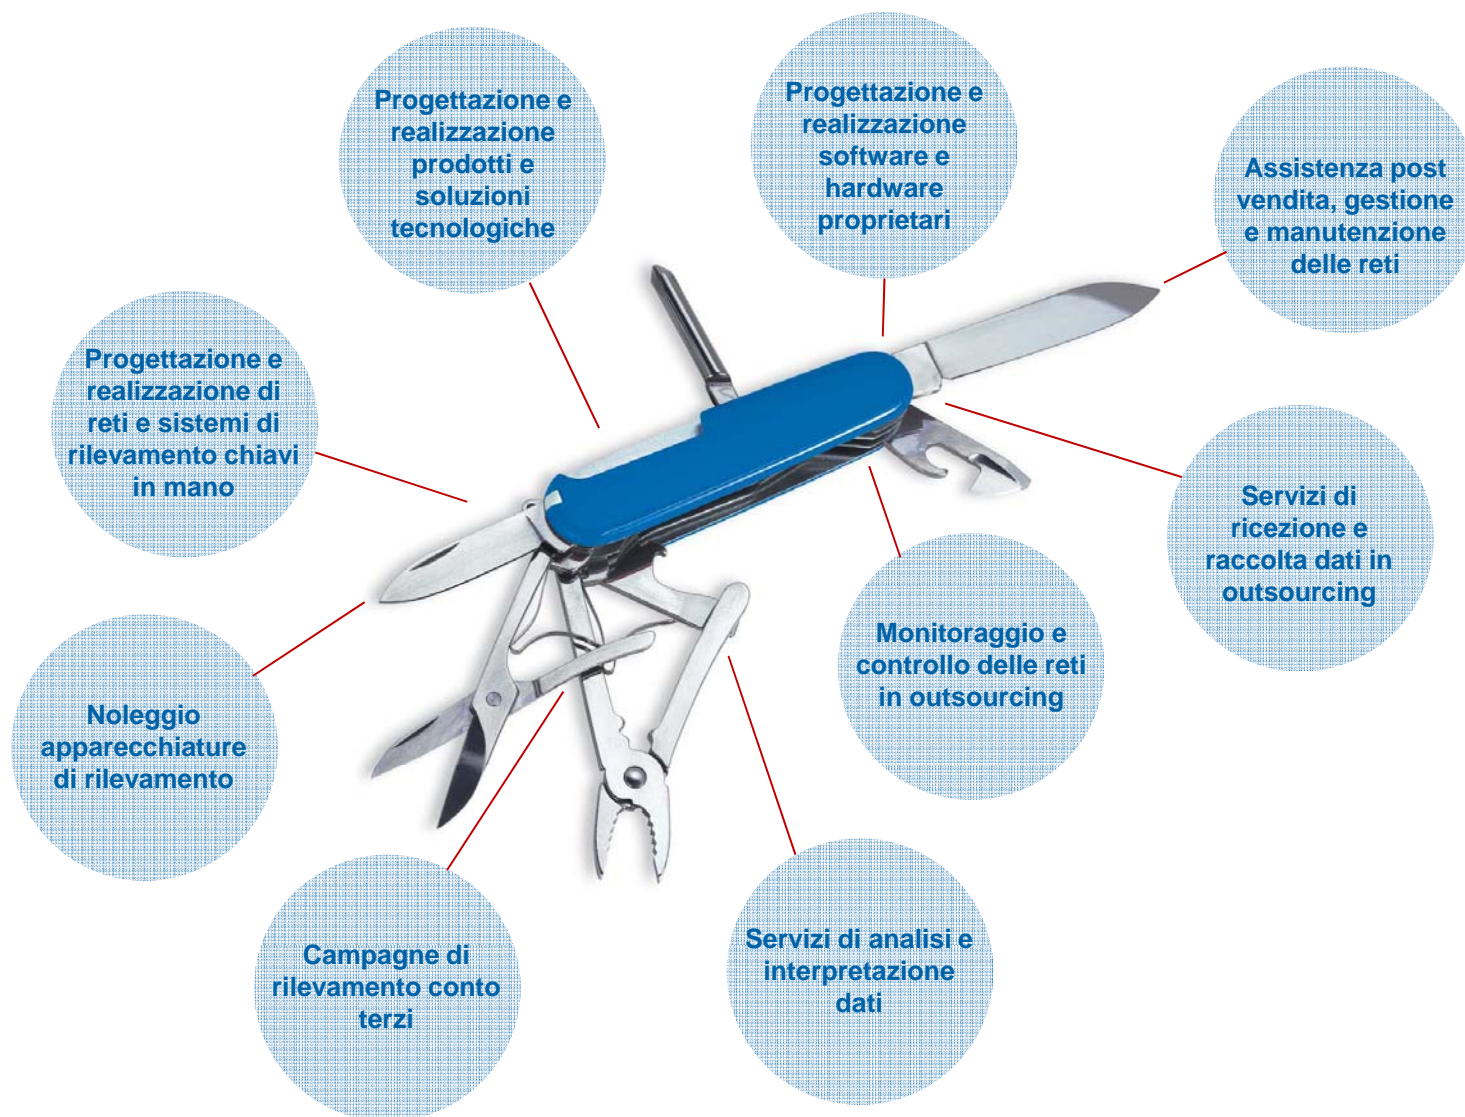 Progettazione e
realizzazione
prodotti e
soluzioni
tecnologiche
Progettazione e
realizzazione
software e
hardware
proprietari
Assistenza post
vendita, gestione
e manutenzione
delle reti
Progettazione e
realizzazione di
reti e sistemi di
rilevamento chiavi
in mano
Servizi di
ricezione e
raccolta dati in
outsourcing
Monitoraggio e
controllo delle reti
in outsourcing
Noleggio
apparecchiature
di rilevamento
Campagne di
rilevamento conto
terzi
Servizi di analisi e
interpretazione
dati